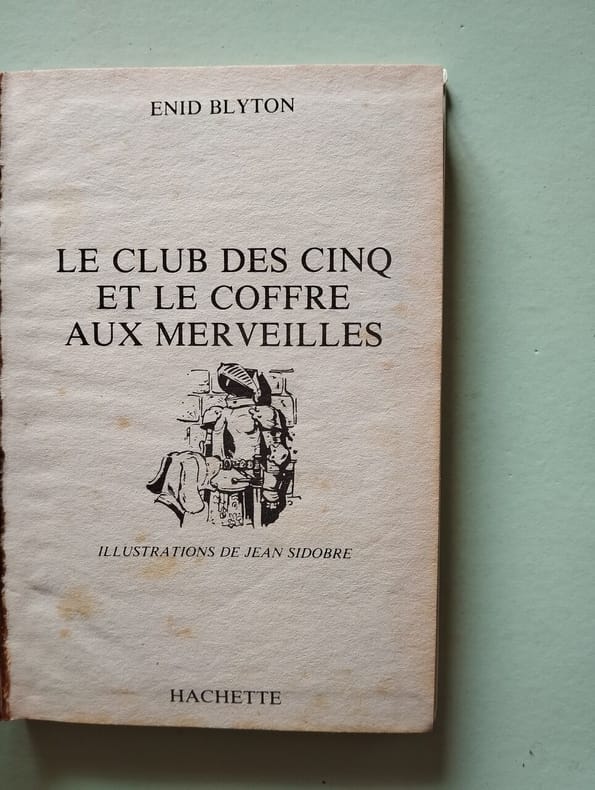 ENID BLYTON
LE CLUB DES CINQ
ET LE COFFRE
AUX MERVEILLES
ILLUSTRATIONS DE JEAN SIDOBRE
HACHETTE